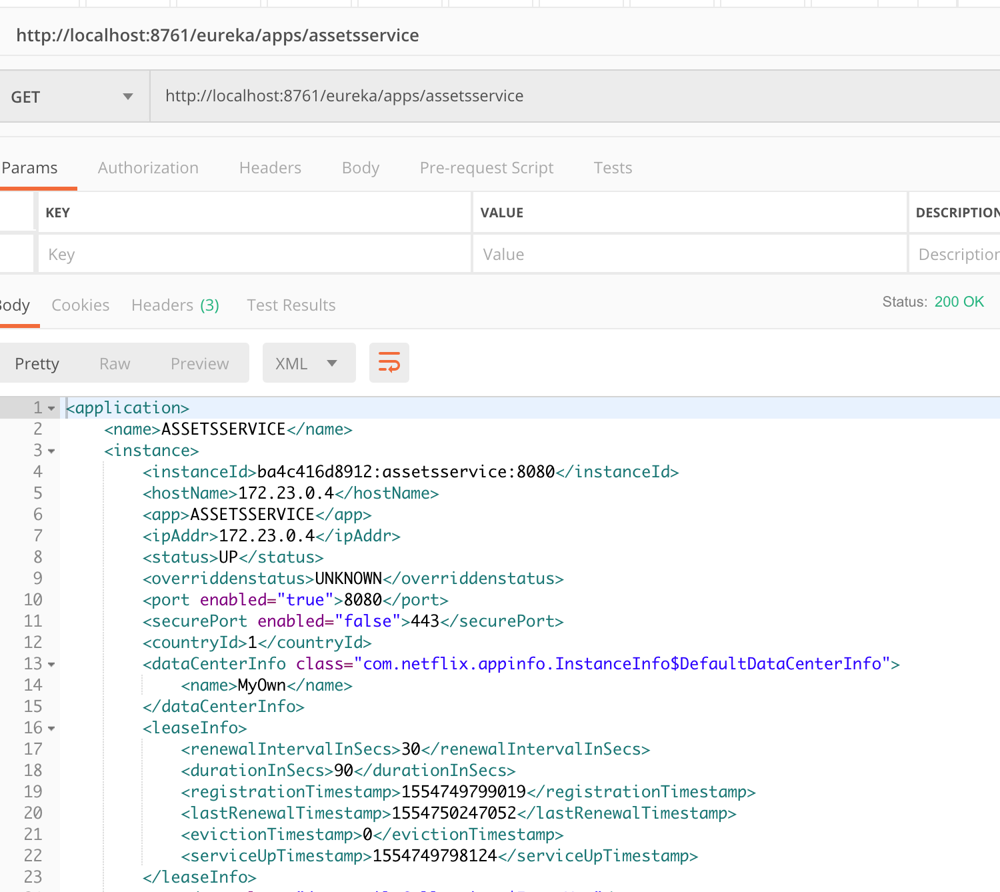 http://localhost:8761/eureka/apps/assetsservice
GET http://localhost:8761/eureka/apps/assetsservice
Params Authorization Headers Body Pre-request Script Tests
KEY VALUE DESCRIPTION
Key Value Description
Body Cookies Headers (3) Test Results Status: 200 OK
Pretty Raw Preview XML
1 <application>
2 <name>ASSETSSERVICE</name>
3 <instance>
4 <instanceId>ba4c416d8912:assetsservice:8080</instanceId>
5 <hostName>172.23.0.4</hostName>
6 <app>ASSETSSERVICE</app>
7 <ipAddr>172.23.0.4</ipAddr>
8 <status>UP</status>
9 <overriddenstatus>UNKNOWN</overriddenstatus>
10 <port enabled="true">8080</port>
11 <securePort enabled="false">443</securePort>
12 <countryId>1</countryId>
13 <dataCenterInfo class="com.netflix.appinfo.InstanceInfo$DefaultDataCenterInfo">
14 <name>MyOwn</name>
15 </dataCenterInfo>
16 <leaseInfo>
17 <renewalIntervalInSecs>30</renewalIntervalInSecs>
18 <durationInSecs>90</durationInSecs>
19 <registrationTimestamp>1554749799019</registrationTimestamp>
20 <lastRenewalTimestamp>1554750247052</lastRenewalTimestamp>
21 <evictionTimestamp>0</evictionTimestamp>
22 <serviceUpTimestamp>1554749798124</serviceUpTimestamp>
23 </leaseInfo>